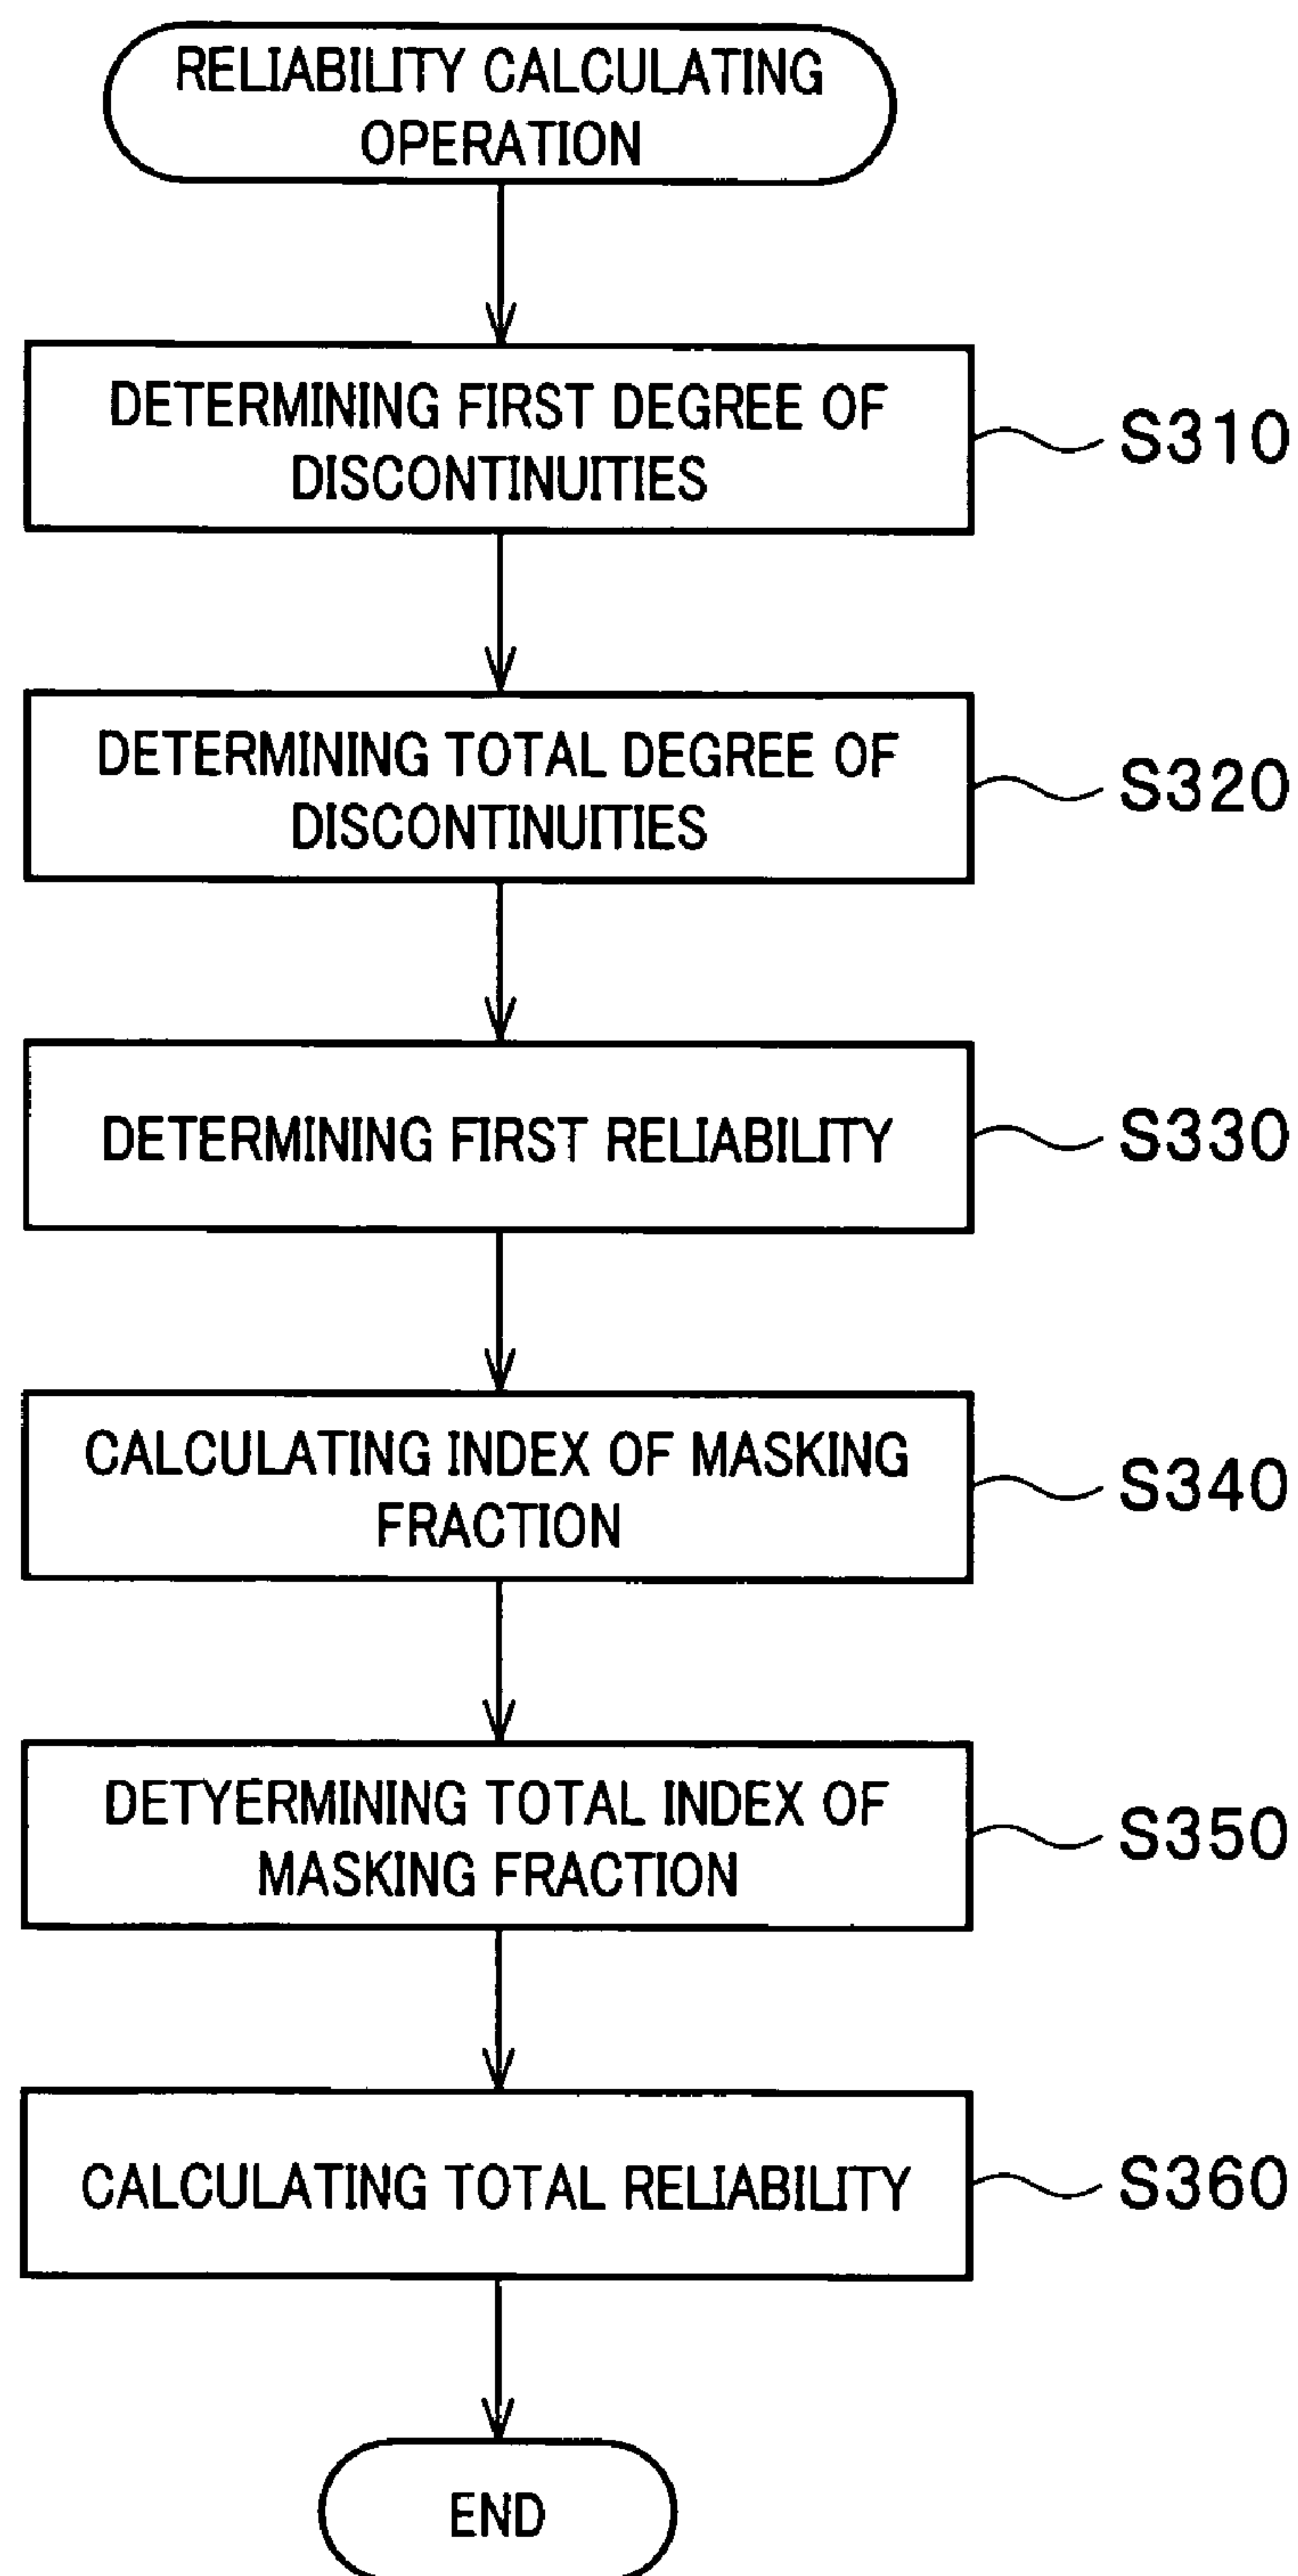 RELIABILITY CALCULATING
OPERATION
DETERMINING FIRST DEGREE OF
DISCONTINUITIES
S310
DETERMINING TOTAL DEGREE OF
DISCONTINUITIES
S320
DETERMINING FIRST RELIABILITY
S330
CALCULATING INDEX OF MASKING
FRACTION
S340
DETYERMINING TOTAL INDEX OF
MASKING FRACTION
S350
CALCULATING TOTAL RELIABILITY
S360
END